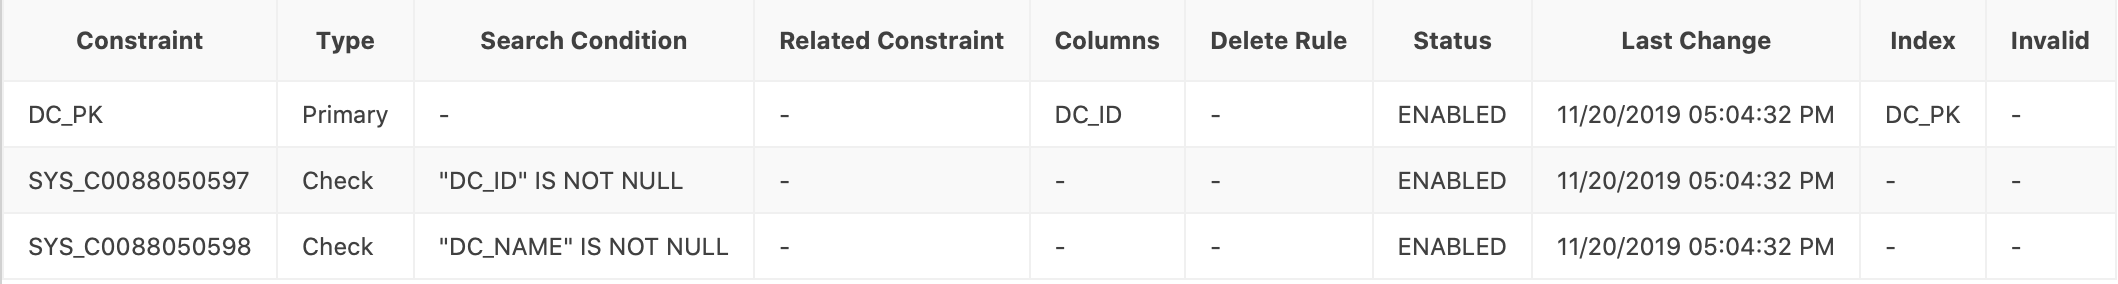 Constraint Type Search Condition Related Constraint Columns Delete Rule Status Last Change Index Invalid
DC_PK Primary - - DC_ID - ENABLED 11/20/2019 05:04:32 PM DC_PK -
SYS_C0088050597 Check "DC_ID" IS NOT NULL - - - ENABLED 11/20/2019 05:04:32 PM - -
SYS_C0088050598 Check "DC_NAME" IS NOT NULL - - - ENABLED 11/20/2019 05:04:32 PM - -